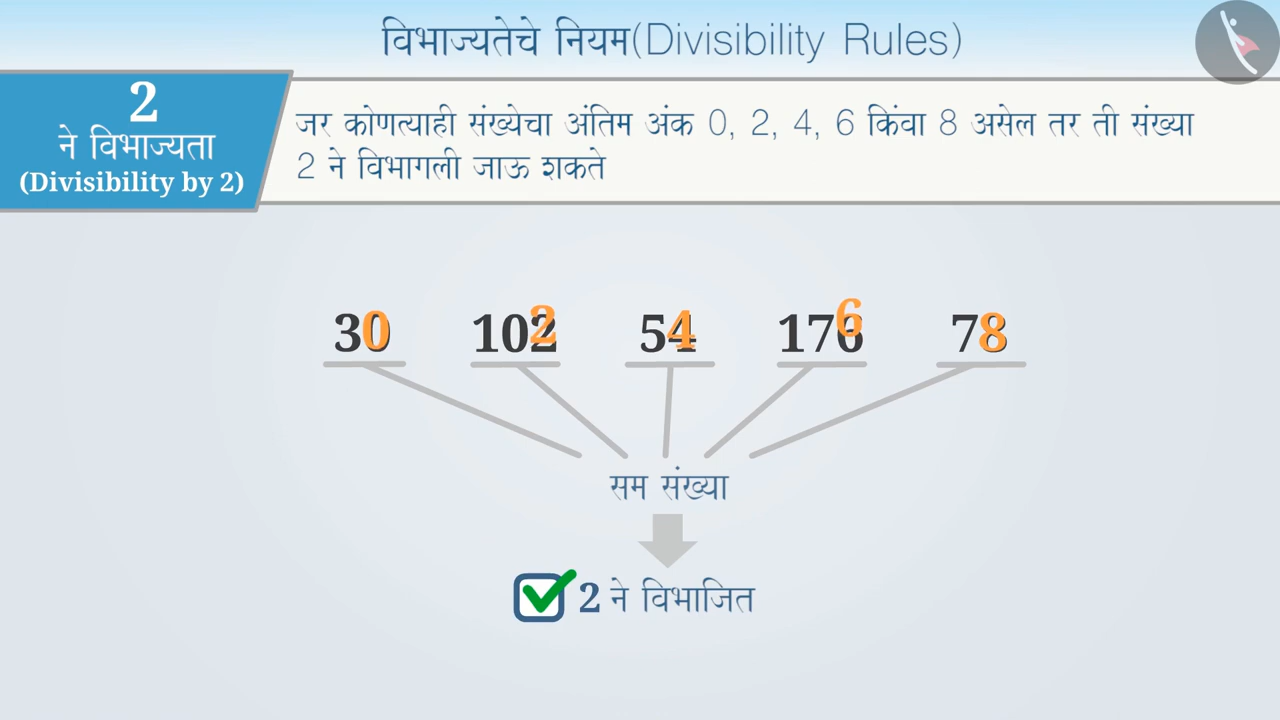 विभाज्यतेचे नियम(Divisibility Rules)
2
ने विभाज्यता
(Divisibility by 2)
जर कोणत्याही संख्येचा अंतिम अंक 0, 2, 4, 6 किंवा 8 असेल तर ती संख्या
2 ने विभागली जाऊ शकते
30 102 54 176 78
सम संख्या
2 ने विभाजित